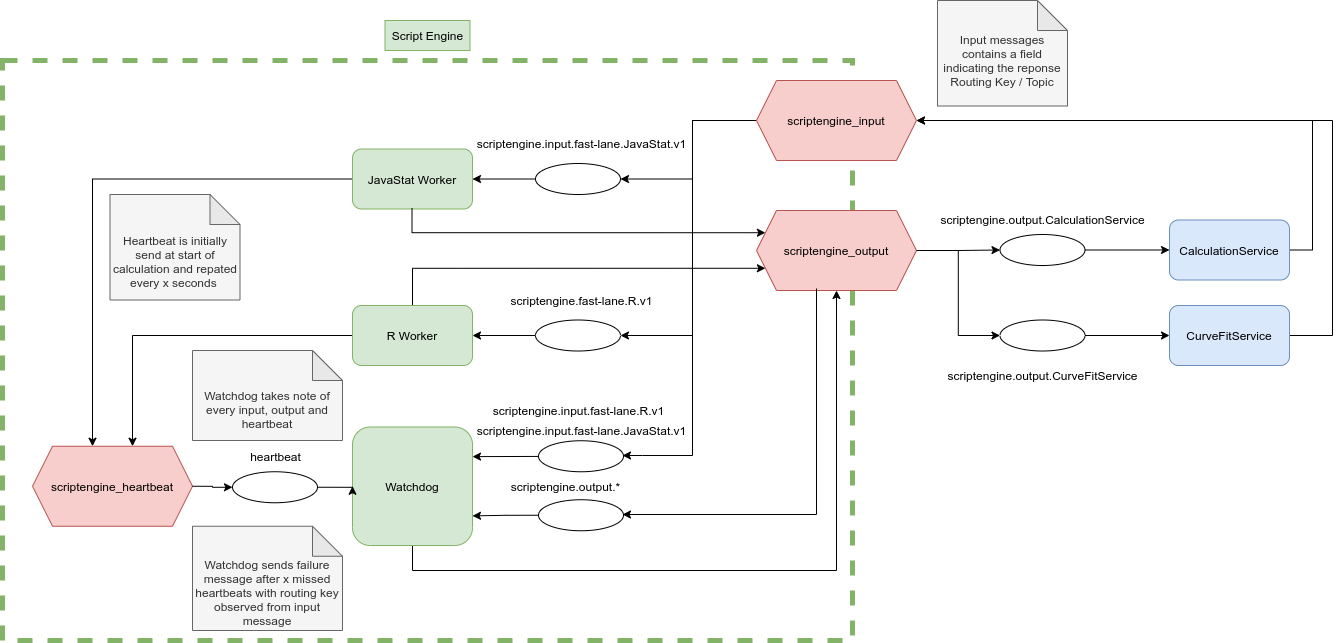 Script Engine
Input messages
contains a field
indicating the reponse
Routing Key / Topic
scriptengine_input
scriptengine.input.fast-lane.JavaStat.v1
JavaStat Worker
scriptengine.output.CalculationService
Heartbeat is initially
send at start of
calculation and repated
every x seconds
scriptengine_output
CalculationService
scriptengine.fast-lane.R.v1
R Worker
CurveFitService
scriptengine.output.CurveFitService
Watchdog takes note of
every input, output and
heartbeat
scriptengine.input.fast-lane.R.v1
scriptengine.input.fast-lane.JavaStat.v1
heartbeat
scriptengine_heartbeat
Watchdog
scriptengine.output.*
Watchdog sends failure
message after x missed
heartbeats with routing key
observed from input
message